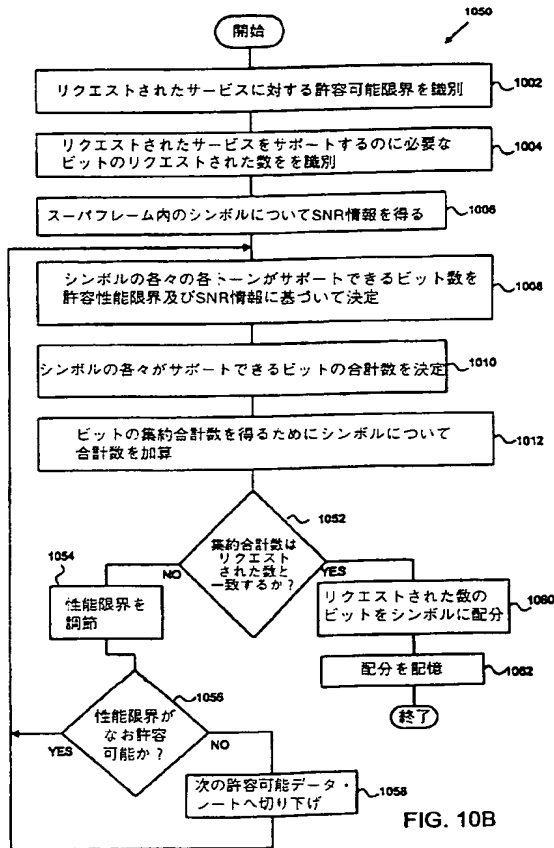 1050
開始
リクエストされたサービスに対する許容可能限界を識別
1002
リクエストされたサービスをサポートするのに必要な
ビットのリクエストされた数をを識別
1004
スーパフレーム内のシンボルについてSNR情報を得る
1006
シンボルの各々の各トーンがサポートできるビット数を
許容性能限界及びSNR情報に基づいて決定
1008
シンボルの各々がサポートできるビットの合計数を決定
1010
ビットの集約合計数を得るためにシンボルについて
合計数を加算
1012
1052
集約合計数は
リクエスト
された数と
一致するか?
NO
YES
1054
性能限界を
調節
リクエストされた数の
ビットをシンボルに配分
1060
配分を記憶
1062
終了
1056
性能限界が
なお許容
可能か?
YES
NO
次の許容可能データ・
レートへ切り下げ
1058
FIG. 10B